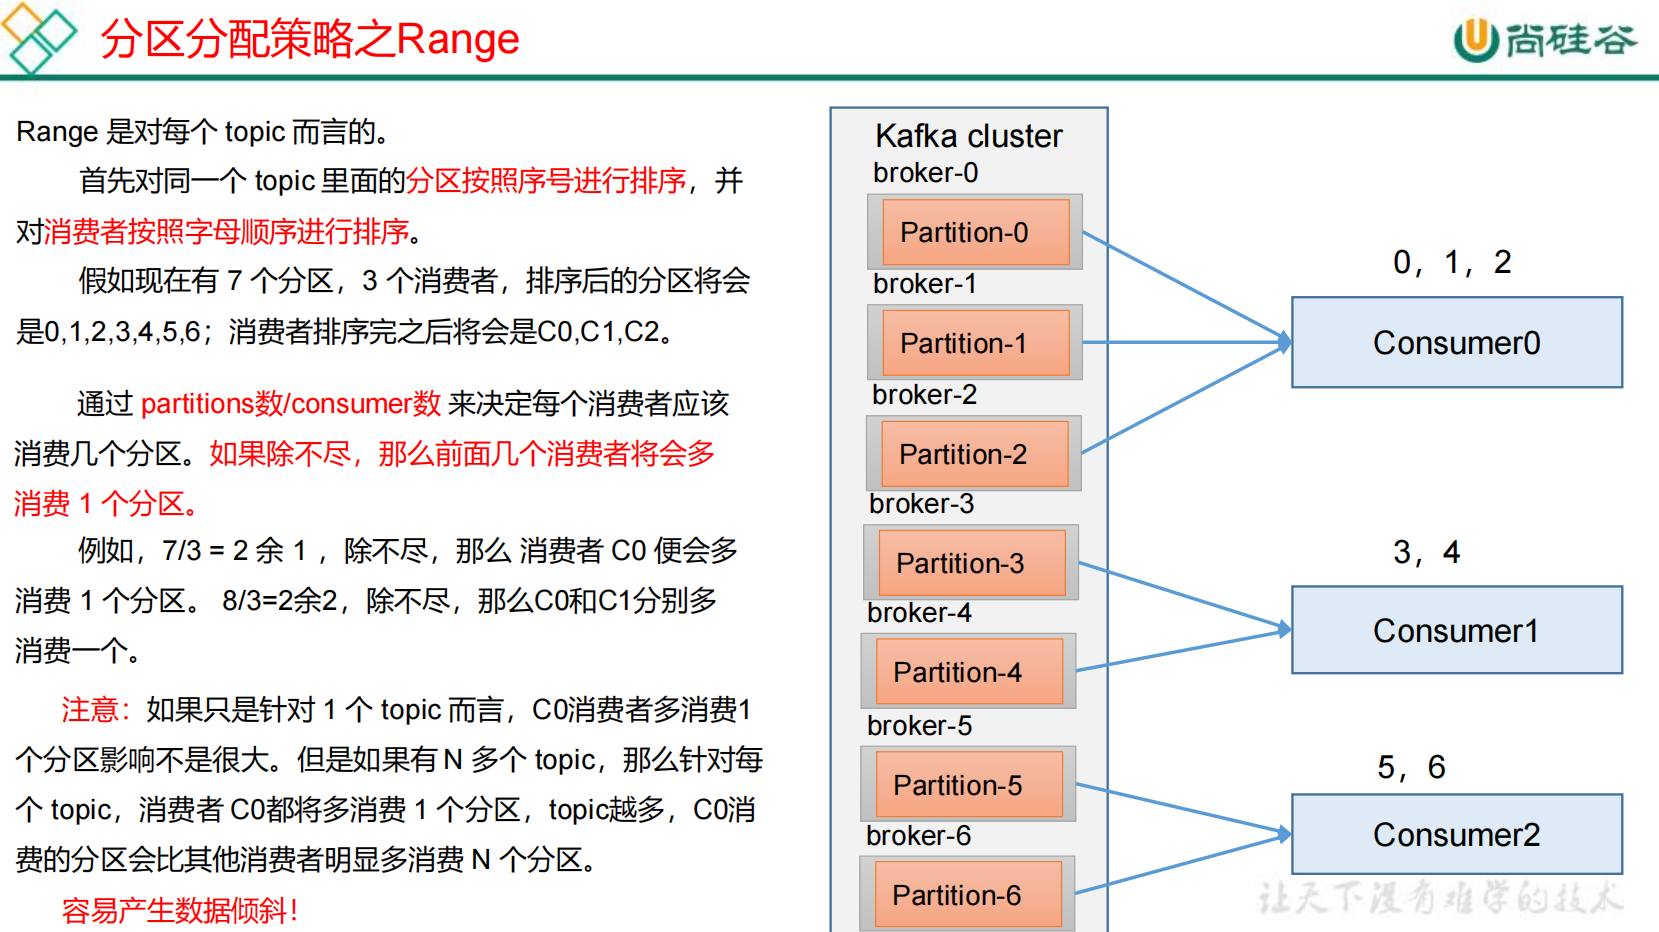 分区分配策略之Range
尚硅谷
Range 是对每个 topic 而言的。
首先对同一个 topic 里面的分区按照序号进行排序，并
对消费者按照字母顺序进行排序。
假如现在有 7 个分区，3 个消费者，排序后的分区将会
是0,1,2,3,4,5,6；消费者排序完之后将会是C0,C1,C2。
通过 partitions数/consumer数 来决定每个消费者应该
消费几个分区。如果除不尽，那么前面几个消费者将会多
消费 1 个分区。
例如，7/3 = 2 余 1 ，除不尽，那么 消费者 C0 便会多
消费 1 个分区。 8/3=2余2，除不尽，那么C0和C1分别多
消费一个。
注意：如果只是针对 1 个 topic 而言，C0消费者多消费1
个分区影响不是很大。但是如果有 N 多个 topic，那么针对每
个 topic，消费者 C0都将多消费 1 个分区，topic越多，C0消
费的分区会比其他消费者明显多消费 N 个分区。
容易产生数据倾斜！
Kafka cluster
broker-0
Partition-0
broker-1
Partition-1
broker-2
Partition-2
broker-3
Partition-3
broker-4
Partition-4
broker-5
Partition-5
broker-6
Partition-6
0，1，2
Consumer0
3，4
Consumer1
5，6
Consumer2
让天下没有难学的技术